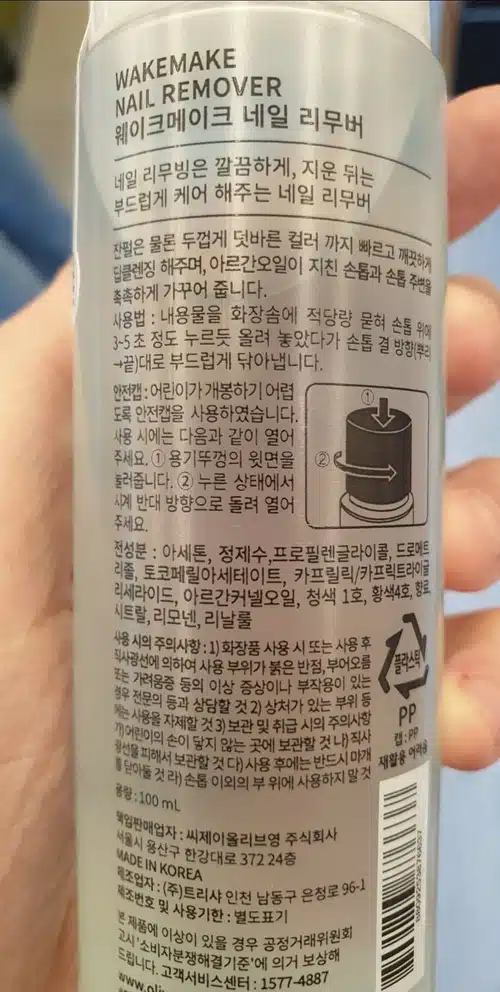 WAKEMAKE
NAIL REMOVER
웨이크메이크 네일 리무버
네일 리무빙은 깔끔하게, 지운 뒤는
부드럽게 케어 해주는 네일 리무버
잔펄은 물론 두껍게 덧바른 컬러 까지 빠르고 깨끗하게
딥클렌징 해주며, 아르간오일이 지친 손톱과 손톱 주변을
촉촉하게 가꾸어 줍니다.
사용법 : 내용물을 화장솜에 적당량 묻혀 손톱 위에
3~5 초 정도 누르듯 올려 놓았다가 손톱 결 방향(뿌리
→끝)대로 부드럽게 닦아냅니다.
안전캡 : 어린이가 개봉하기 어렵
도록 안전캡을 사용하였습니다.
사용 시에는 다음과 같이 열어
주세요. ① 용기뚜껑의 윗면을
눌러줍니다. ② 누른 상태에서
시계 반대 방향으로 돌려 열어
주세요.
①
②
전성분 : 아세톤, 정제수,프로필렌글라이콜, 드로메트
리졸, 토코페릴아세테이트, 카프릴릭/카프릭트라이글
리세라이드, 아르간커넬오일, 청색 1호, 황색4호, 향료,
시트랄, 리모넨, 리날룰
사용 시의 주의사항 : 1) 화장품 사용 시 또는 사용 후
직사광선에 의하여 사용 부위가 붉은 반점, 부어오름
또는 가려움증 등의 이상 증상이나 부작용이 있는
경우 전문의 등과 상담할 것 2) 상처가 있는 부위 등
에는 사용을 자제할 것 3) 보관 및 취급 시의 주의사항
가) 어린이의 손이 닿지 않는 곳에 보관할 것 나) 직사
광선을 피해서 보관할 것 다) 사용 후에는 반드시 마개
를 닫아둘 것 라) 손톱 이외의 부 위에 사용하지 말 것
플라스틱
PP
캡 : PP
재활용 어려움
용량 : 100 mL
책임판매업자 : 씨제이올리브영 주식회사
서울시 용산구 한강대로 372 24층
MADE IN KOREA
제조업자 : (주)트리샤 인천 남동구 은청로 96-1
제조번호 및 사용기한 : 별도표기
본 제품에 이상이 있을 경우 공정거래위원회
고시 '소비자분쟁해결기준'에 의거 보상해
드립니다. 고객서비스센터 : 1577-4887